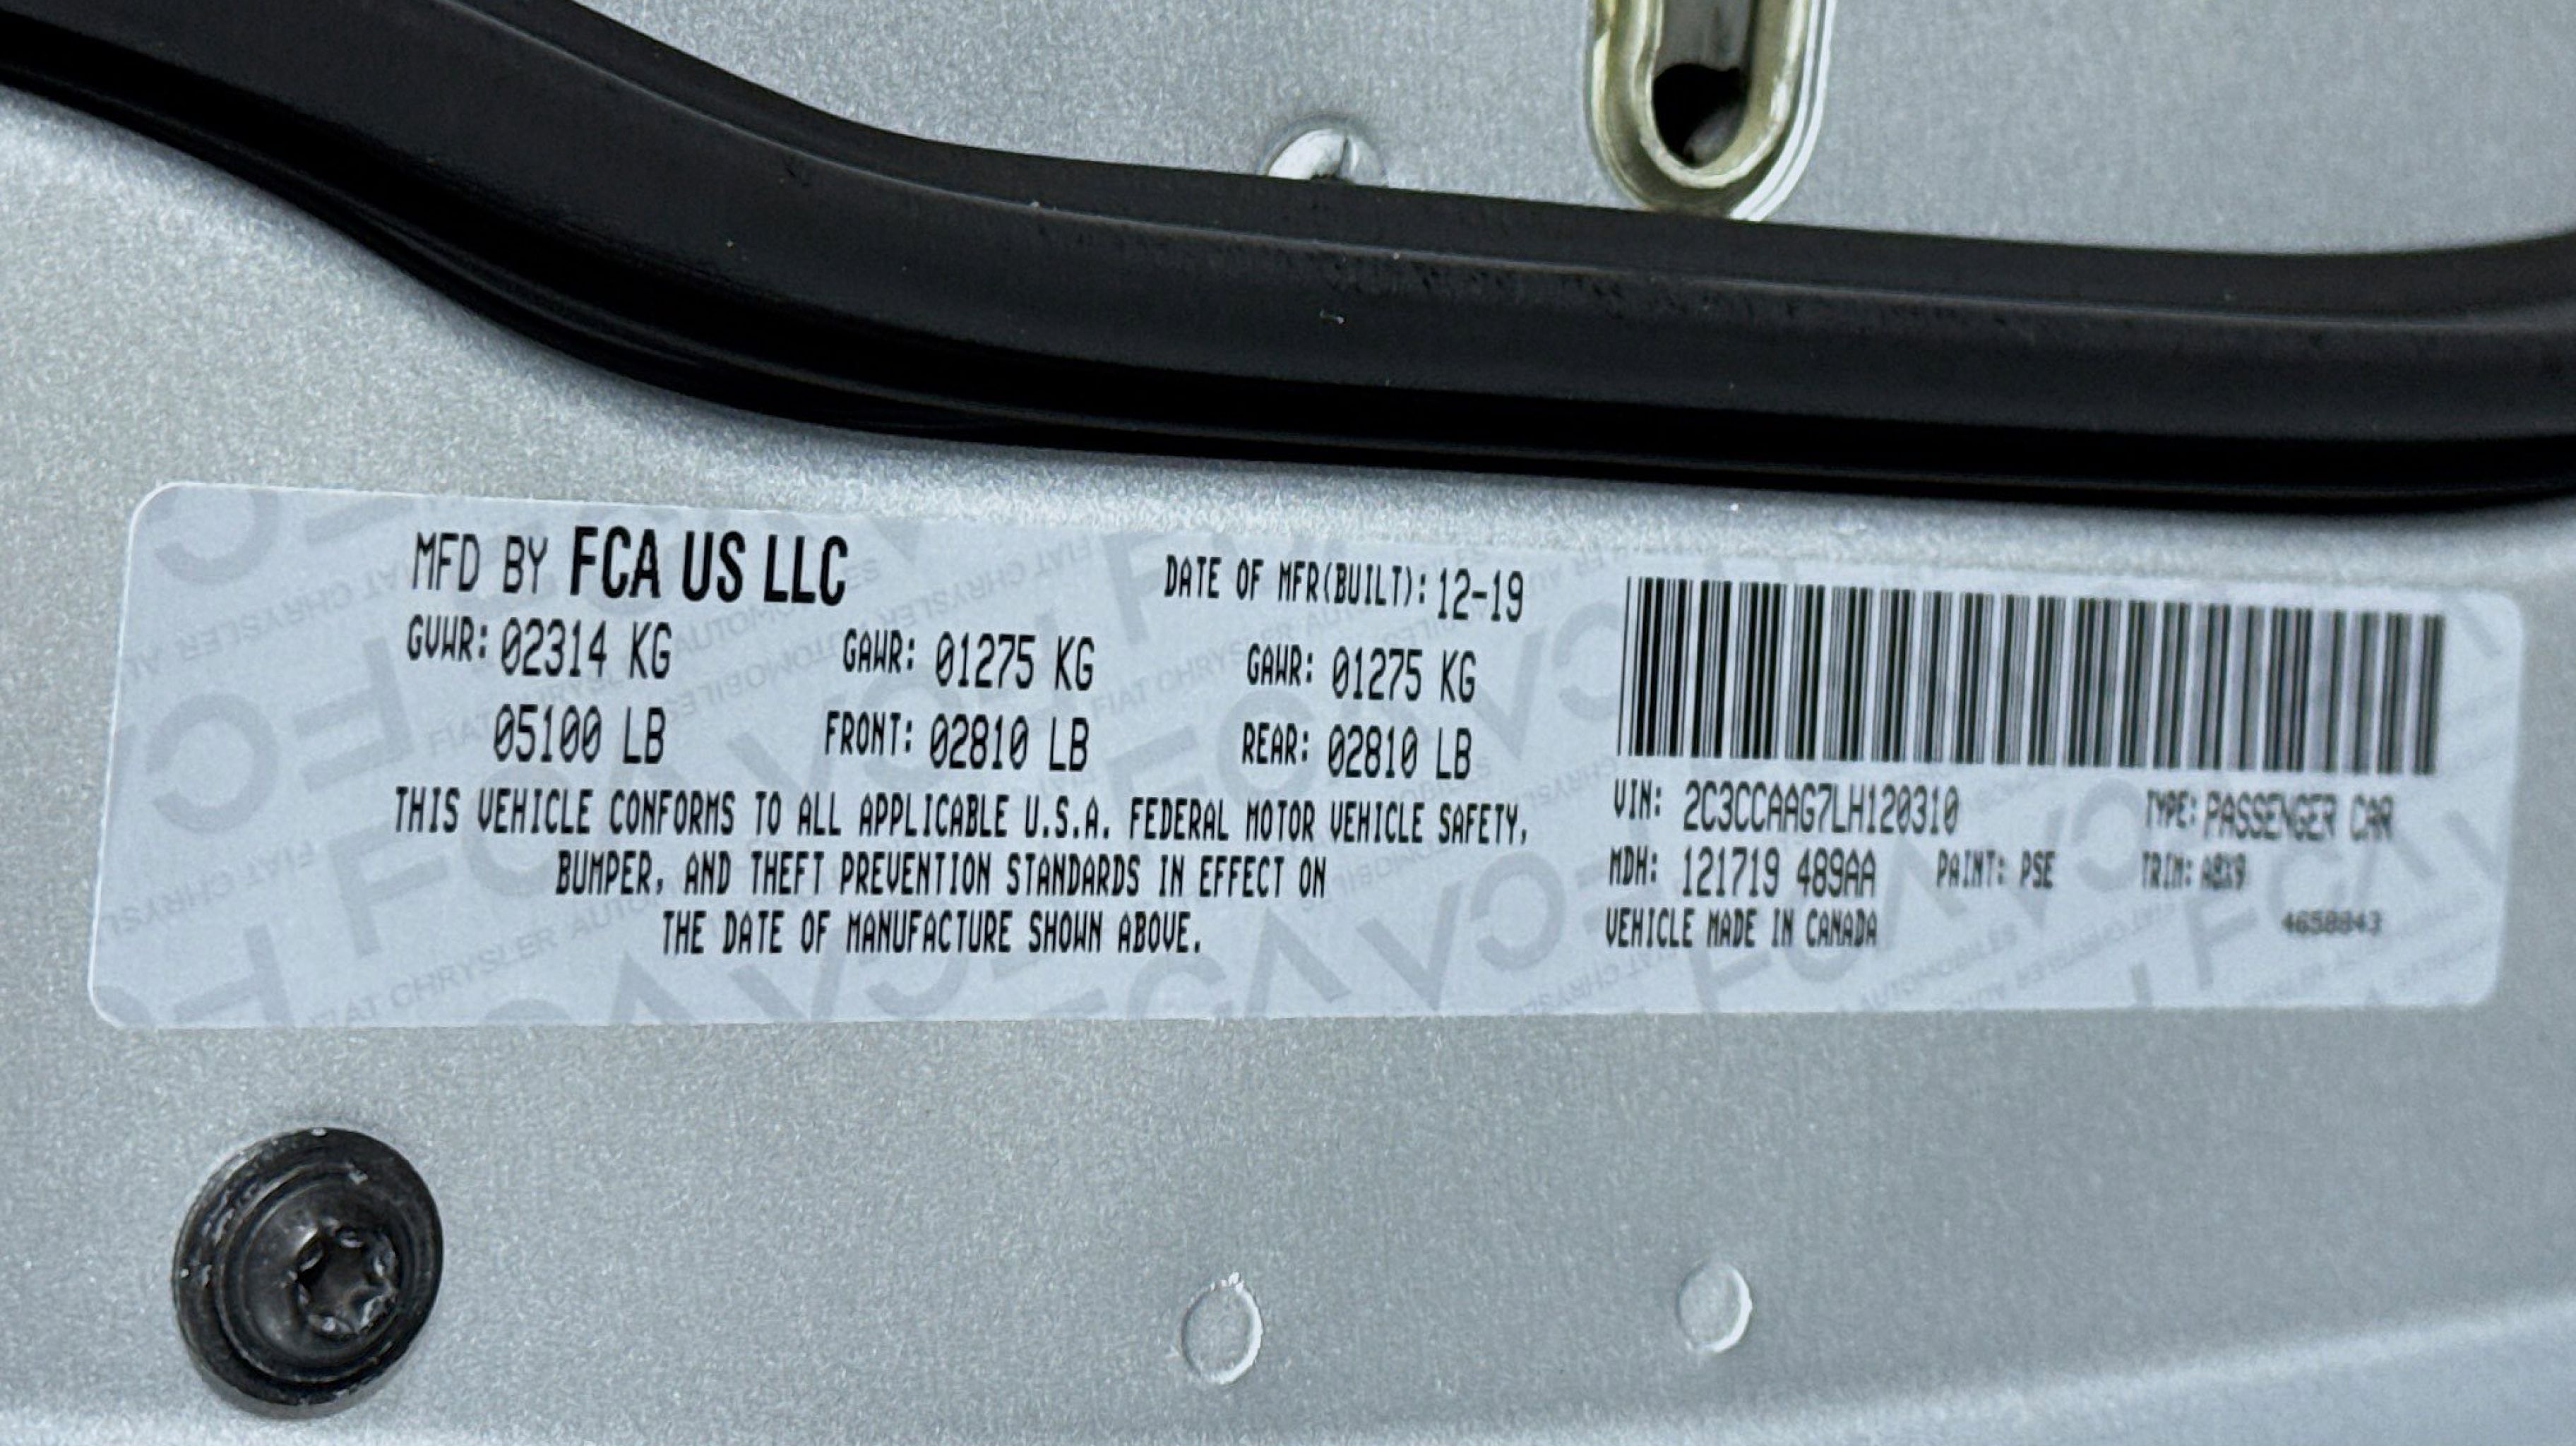 MFD BY FCA US LLC DATE OF MFR(BUILT): 12-19
GVWR: 02314 KG GAWR: 01275 KG GAWR: 01275 KG
05100 LB FRONT: 02810 LB REAR: 02810 LB
THIS VEHICLE CONFORMS TO ALL APPLICABLE U.S.A. FEDERAL MOTOR VEHICLE SAFETY,
BUMPER, AND THEFT PREVENTION STANDARDS IN EFFECT ON
THE DATE OF MANUFACTURE SHOWN ABOVE.
VIN: 2C3CCAAG7LH120310 TYPE: PASSENGER CAR
MDH: 121719 489AA PAINT: PSE TRIM: A8X9
VEHICLE MADE IN CANADA